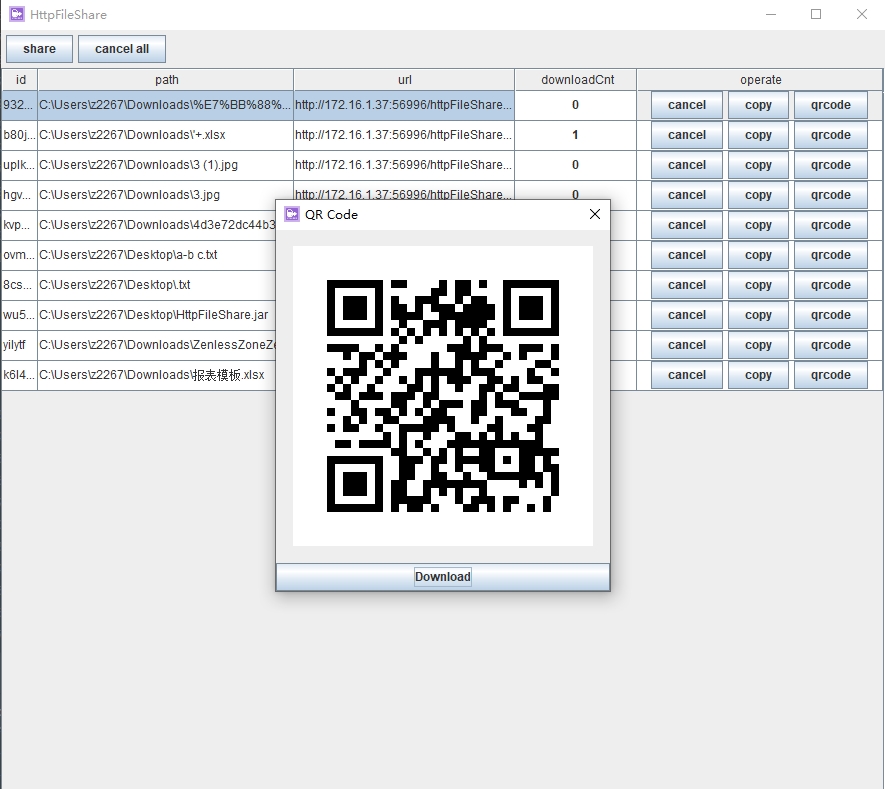 HttpFileShare
share cancel all
id path url downloadCnt operate
932... C:\Users\z2267\Downloads\%E7%BB%88%... http://172.16.1.37:56996/httpFileShare... 0 cancel copy qrcode
b80j... C:\Users\z2267\Downloads\'+.xlsx http://172.16.1.37:56996/httpFileShare... 1 cancel copy qrcode
uplk... C:\Users\z2267\Downloads\3 (1).jpg http://172.16.1.37:56996/httpFileShare... 0 cancel copy qrcode
hgv... C:\Users\z2267\Downloads\3.jpg http://172.16.1.37:56996/httpFileShare... 0 cancel copy qrcode
kvp... C:\Users\z2267\Downloads\4d3e72dc44b3 cancel copy qrcode
ovm... C:\Users\z2267\Desktop\a-b c.txt cancel copy qrcode
8cs... C:\Users\z2267\Desktop\.txt cancel copy qrcode
wu5... C:\Users\z2267\Desktop\HttpFileShare.jar cancel copy qrcode
yilytf C:\Users\z2267\Downloads\ZenlessZoneZe cancel copy qrcode
k6l4... C:\Users\z2267\Downloads\报表模板.xlsx cancel copy qrcode
QR Code
Download